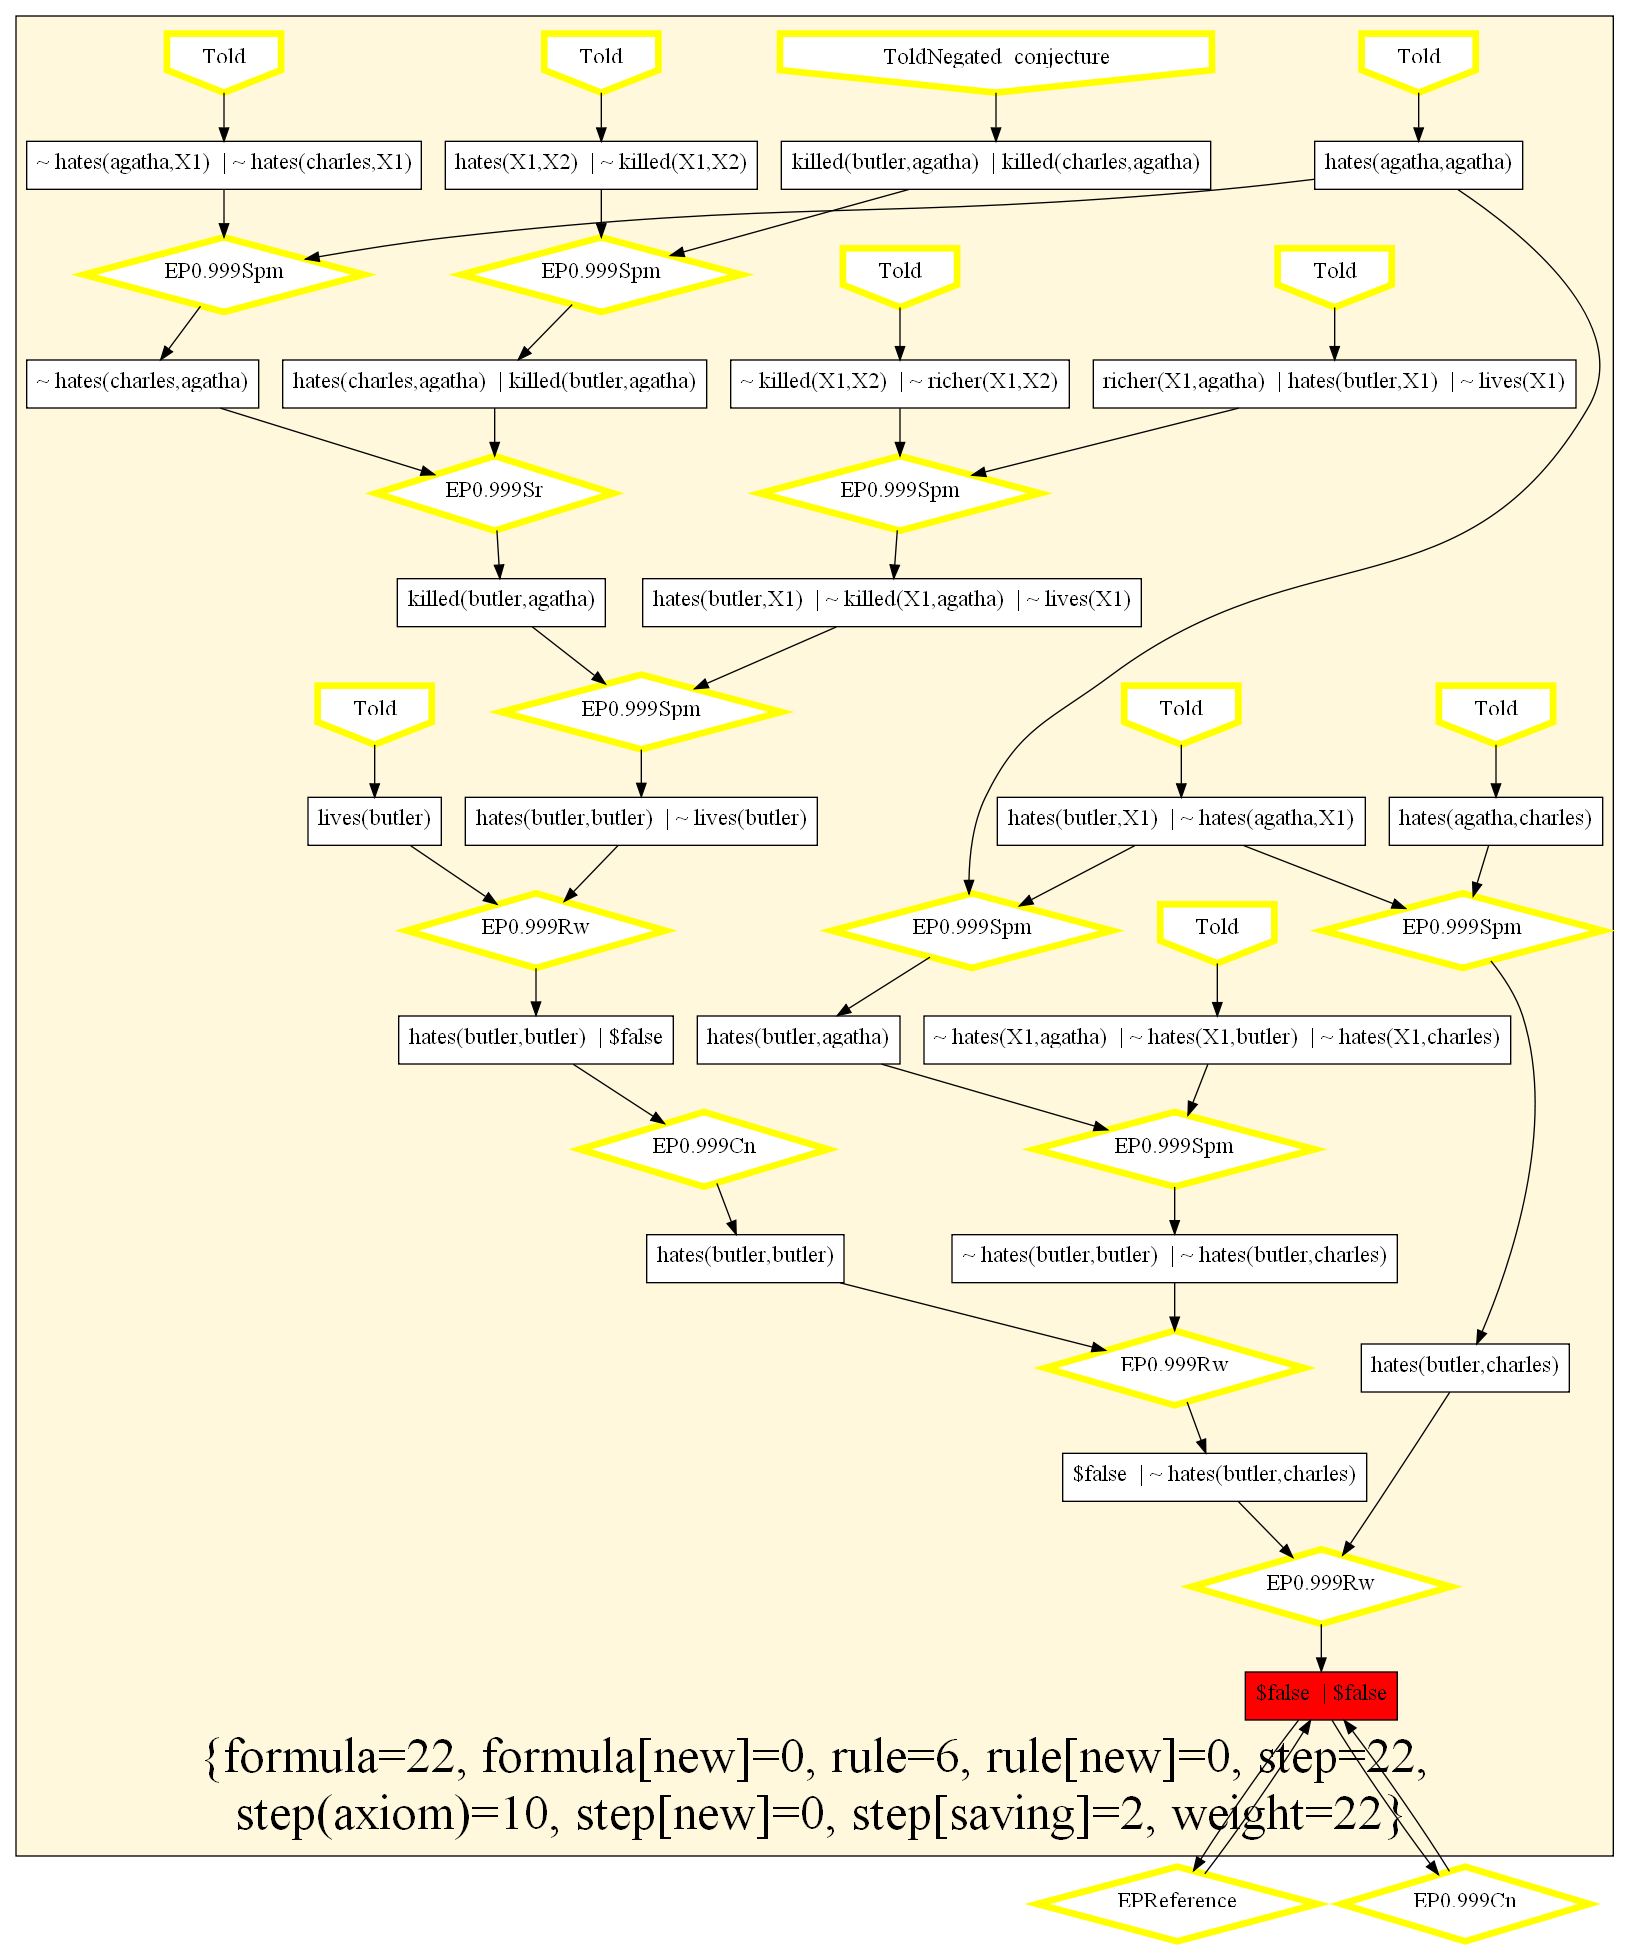 Told
Told
ToldNegated conjecture
Told
~ hates(agatha,X1) | ~ hates(charles,X1)
hates(X1,X2) | ~ killed(X1,X2)
killed(butler,agatha) | killed(charles,agatha)
hates(agatha,agatha)
EP0.999Spm
EP0.999Spm
Told
Told
~ hates(charles,agatha)
hates(charles,agatha) | killed(butler,agatha)
~ killed(X1,X2) | ~ richer(X1,X2)
richer(X1,agatha) | hates(butler,X1) | ~ lives(X1)
EP0.999Sr
EP0.999Spm
killed(butler,agatha)
hates(butler,X1) | ~ killed(X1,agatha) | ~ lives(X1)
Told
EP0.999Spm
Told
Told
lives(butler)
hates(butler,butler) | ~ lives(butler)
hates(butler,X1) | ~ hates(agatha,X1)
hates(agatha,charles)
EP0.999Rw
EP0.999Spm
Told
EP0.999Spm
hates(butler,butler) | $false
hates(butler,agatha)
~ hates(X1,agatha) | ~ hates(X1,butler) | ~ hates(X1,charles)
EP0.999Cn
EP0.999Spm
hates(butler,butler)
~ hates(butler,butler) | ~ hates(butler,charles)
EP0.999Rw
hates(butler,charles)
$false | ~ hates(butler,charles)
EP0.999Rw
$false | $false
{formula=22, formula[new]=0, rule=6, rule[new]=0, step=22,
step(axiom)=10, step[new]=0, step[saving]=2, weight=22}
EPReference
EP0.999Cn